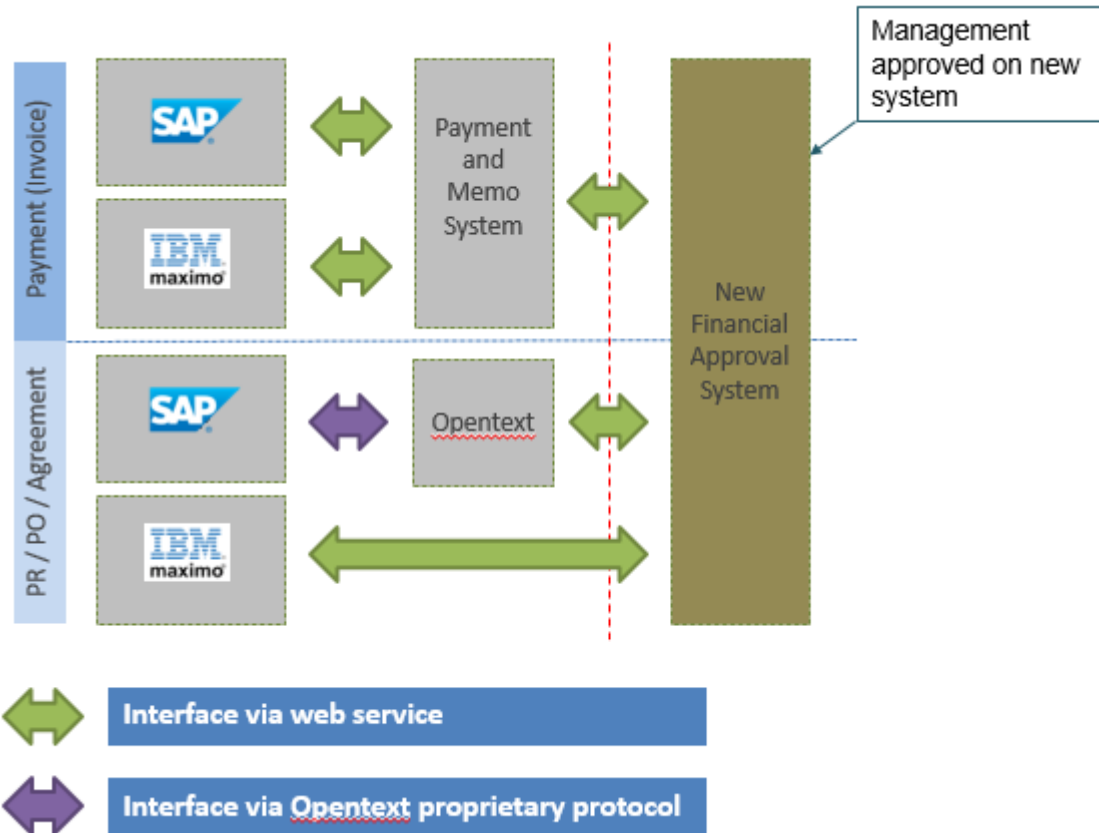 Management
approved on new
system
Payment (Invoice)
SAP
®
Payment
and
Memo
System
IBM
maximo
New
Financial
Approval
System
PR / PO / Agreement
SAP
®
Opentext
IBM
maximo
Interface via web service
Interface via Opentext proprietary protocol